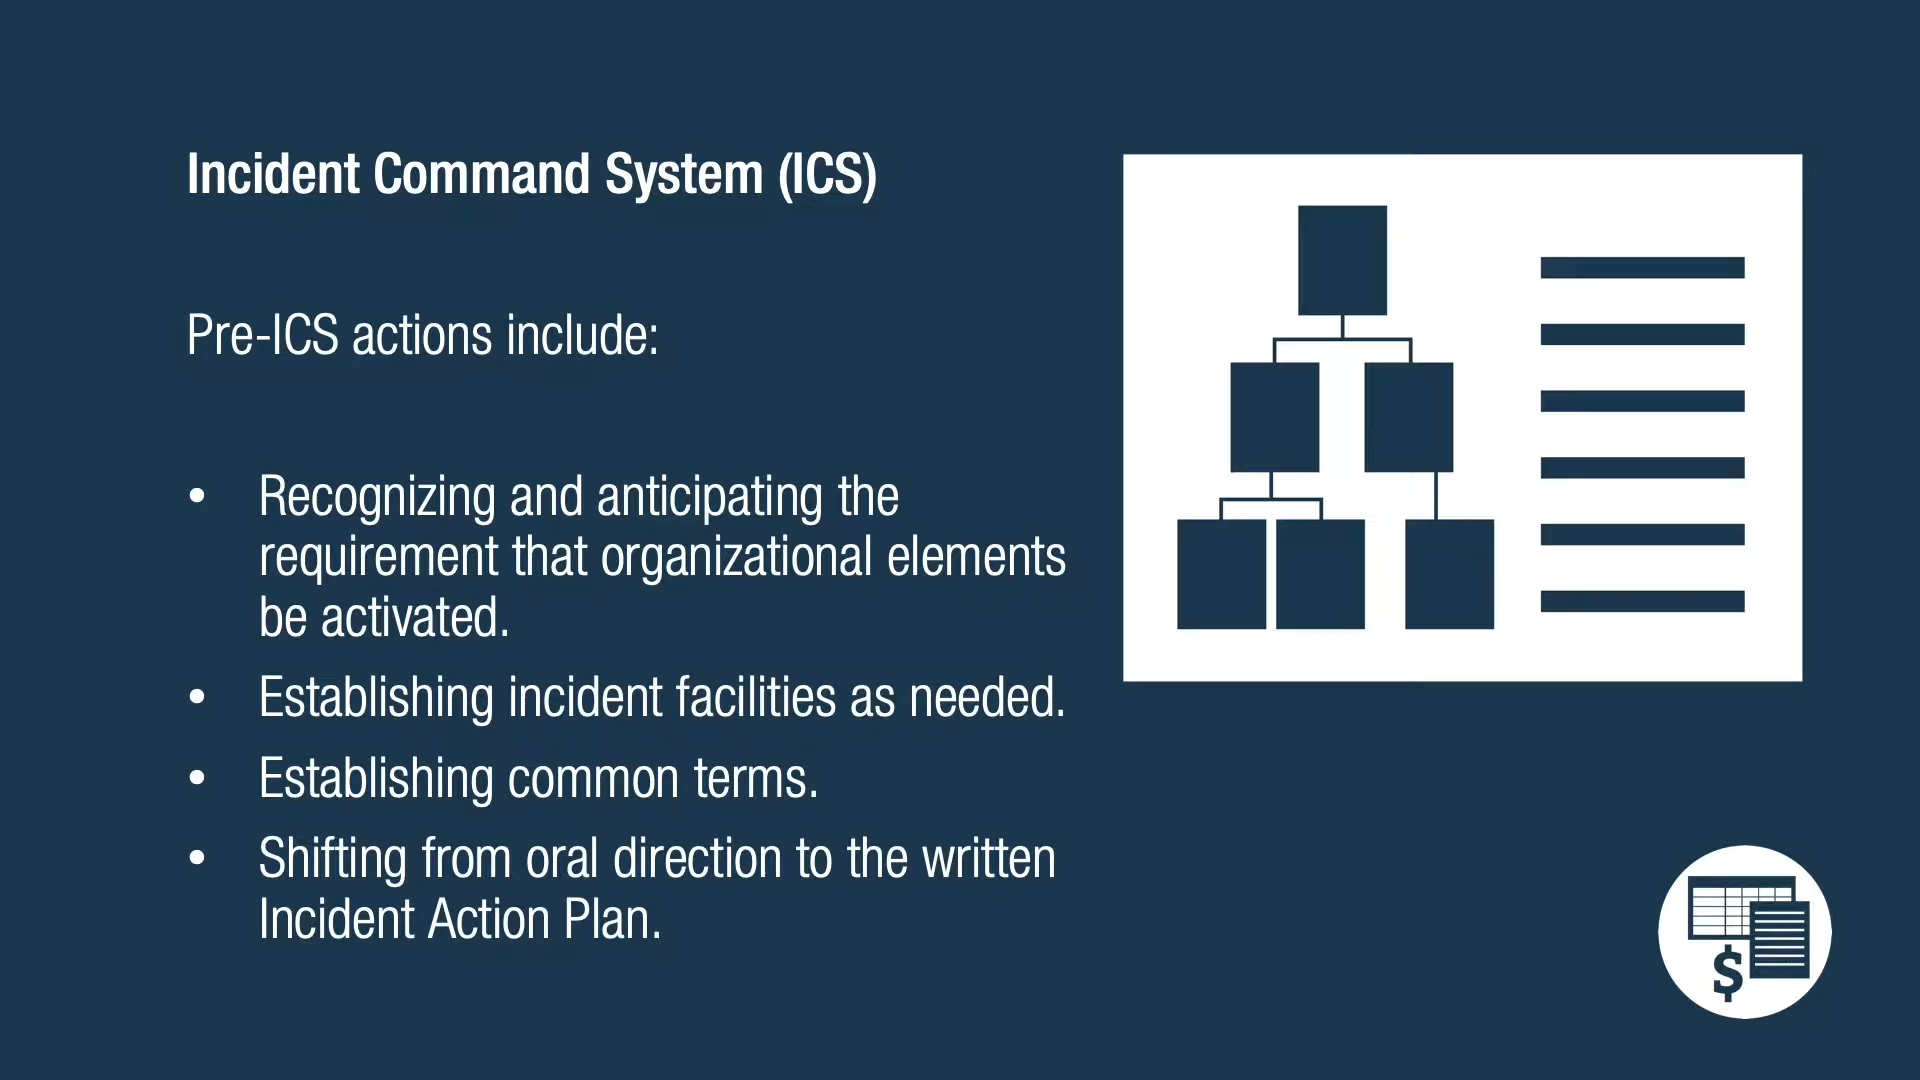 Incident Command System (ICS)
Pre-ICS actions include:
• Recognizing and anticipating the
requirement that organizational elements
be activated.
• Establishing incident facilities as needed.
• Establishing common terms.
• Shifting from oral direction to the written
Incident Action Plan.
$